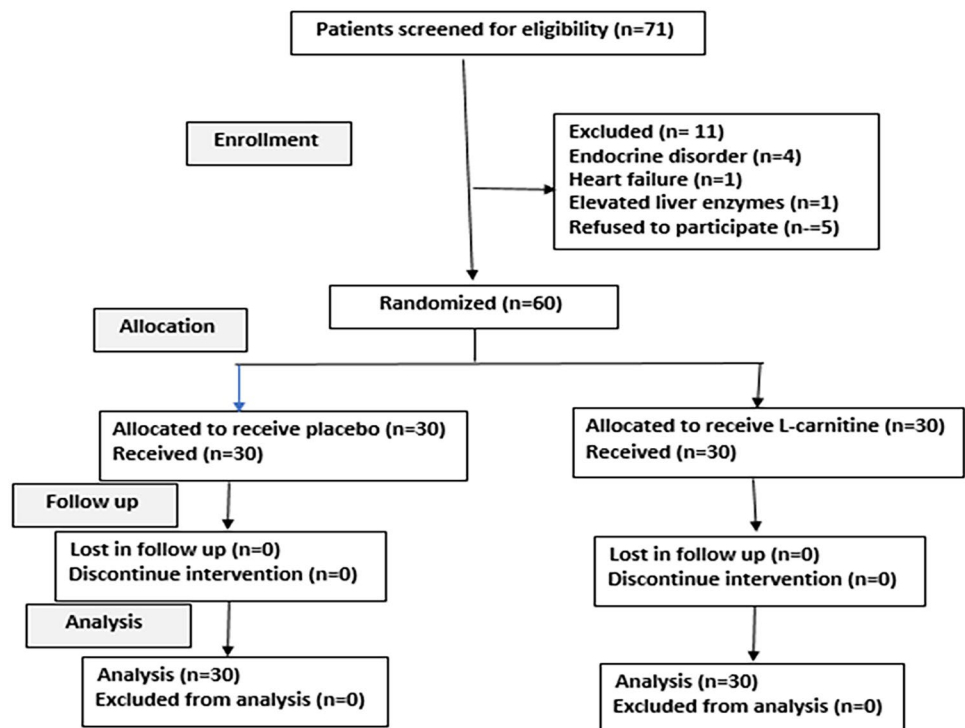 Patients screened for eligibility (n=71)
Enrollment
Excluded (n= 11)
Endocrine disorder (n=4)
Heart failure (n=1)
Elevated liver enzymes (n=1)
Refused to participate (n-=5)
Randomized (n=60)
Allocation
Allocated to receive placebo (n=30)
Received (n=30)
Allocated to receive L-carnitine (n=30)
Received (n=30)
Follow up
Lost in follow up (n=0)
Discontinue intervention (n=0)
Lost in follow up (n=0)
Discontinue intervention (n=0)
Analysis
Analysis (n=30)
Excluded from analysis (n=0)
Analysis (n=30)
Excluded from analysis (n=0)